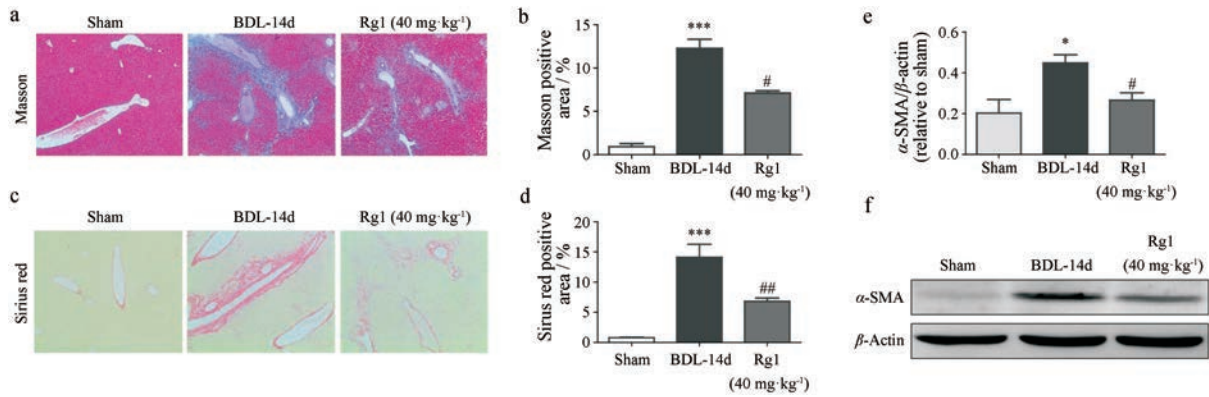 a
Sham
BDL-14d
Rg1 (40 mg·kg-1)
Masson
b
Masson positive
area / %
15
10
5
0
***
#
Sham
BDL-14d
Rg1
(40 mg·kg-1)
c
Sham
BDL-14d
Rg1 (40 mg·kg-1)
Sirius red
d
Sirus red positive
area / %
20
15
10
5
0
***
##
Sham
BDL-14d
Rg1
(40 mg·kg-1)
e
α-SMA/β-actin
(relative to sham)
0.6
0.4
0.2
0.0
*
#
Sham
BDL-14d
Rg1
(40 mg·kg-1)
f
Sham
BDL-14d
Rg1
(40 mg·kg-1)
α-SMA
β-Actin